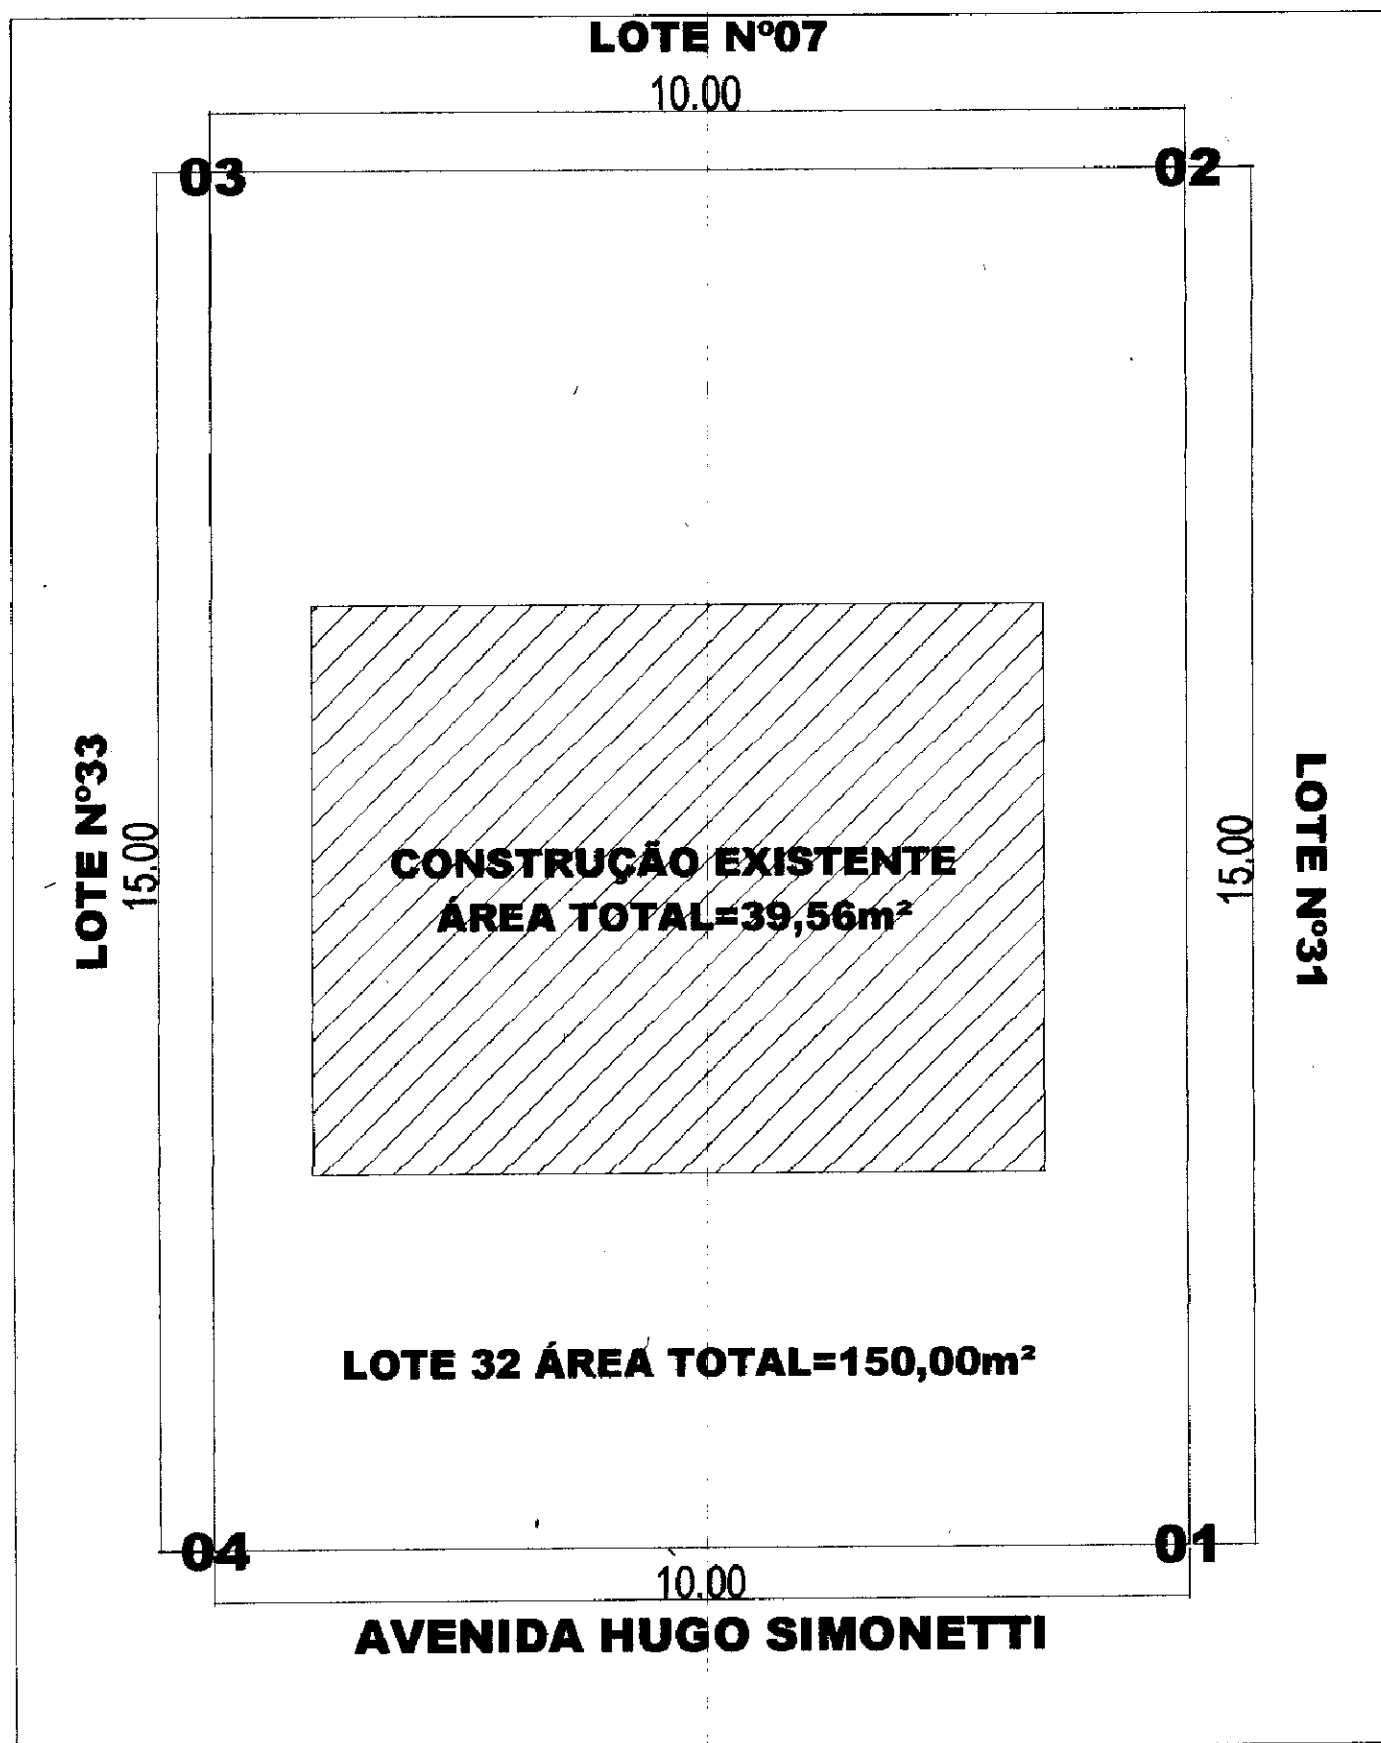 LOTE Nº07
10.00
03
02
LOTE Nº33
15.00
CONSTRUÇÃO EXISTENTE
ÁREA TOTAL=39,56m²
15.00
LOTE Nº31
LOTE 32 ÁREA TOTAL=150,00m²
04
01
10.00
AVENIDA HUGO SIMONETTI